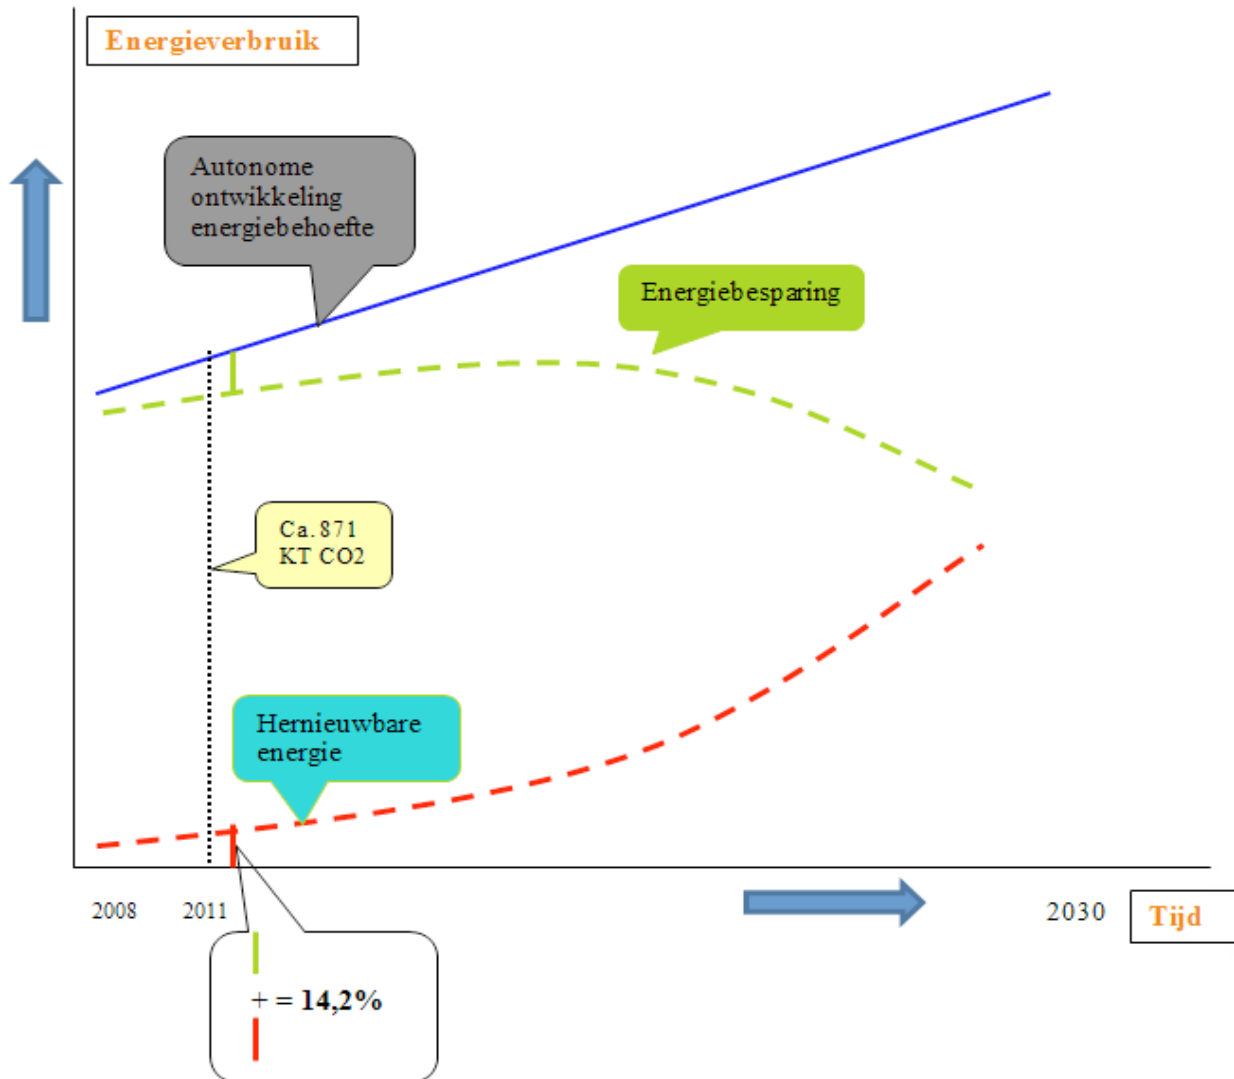 Energieverbruik
Autonome
ontwikkeling
energiebehoefte
Energiebesparing
Ca. 871
KT CO2
Hernieuwbare
energie
2008 2011 2030 Tijd
+ = 14,2%